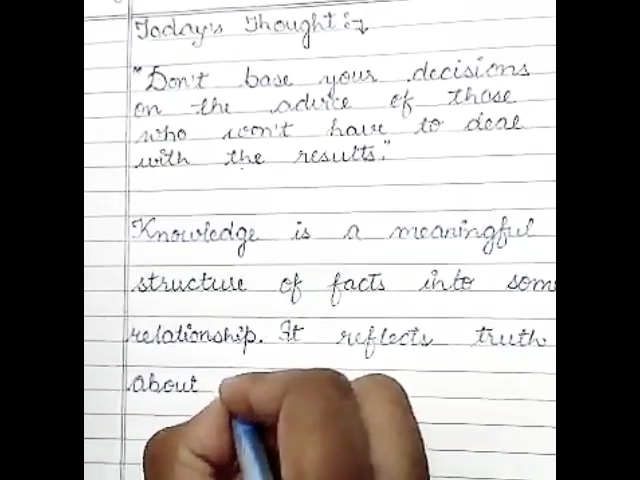 Today's Thought :→
"Don't base your decisions
on the advice of those
who won't have to deal
with the results."
Knowledge is a meaningful
structure of facts into som
relationship. It reflects truth
about